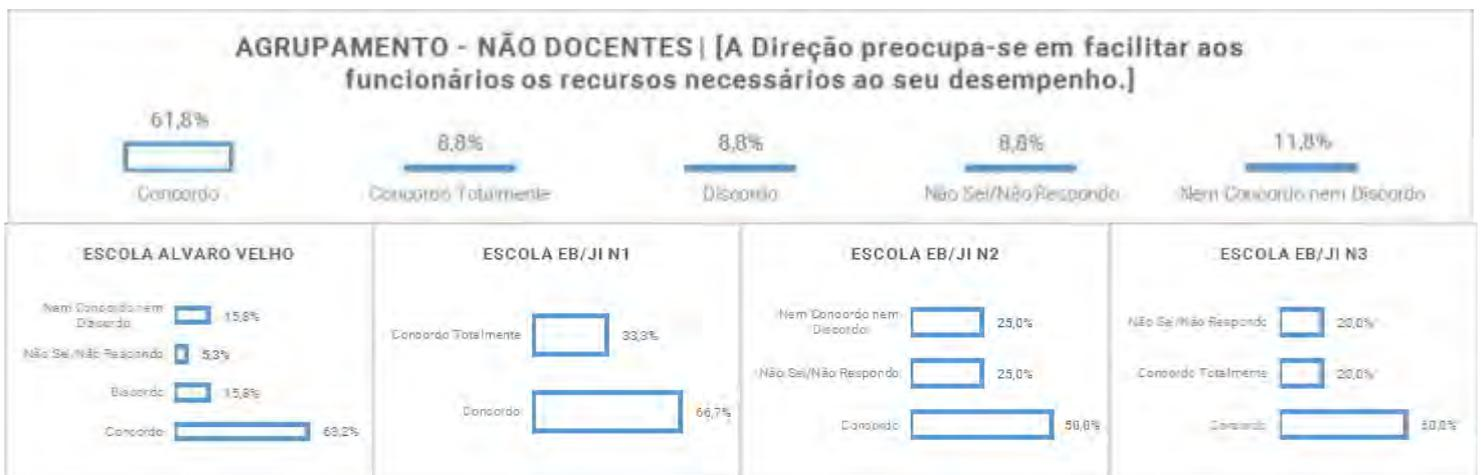 AGRUPAMENTO - NÃO DOCENTES | [A Direção preocupa-se em facilitar aos
funcionários os recursos necessários ao seu desempenho.]
61,8%
8,8%
8,8%
8,8%
11,8%
Concordo
Concordo Totalmente
Discordo
Não Sei/Não Respondo
Nem Concordo nem Discordo
ESCOLA ALVARO VELHO
Nem Concordo nem
Discordo
15,8%
Não Sei/Não Respondo
5,3%
Discordo
15,8%
Concordo
63,2%
ESCOLA EB/JI N1
Concordo Totalmente
33,3%
Concordo
66,7%
ESCOLA EB/JI N2
Nem Concordo nem
Discordo
25,0%
Não Sei/Não Respondo
25,0%
Concordo
50,0%
ESCOLA EB/JI N3
Não Sei/Não Respondo
20,0%
Concordo Totalmente
20,0%
Concordo
60,0%